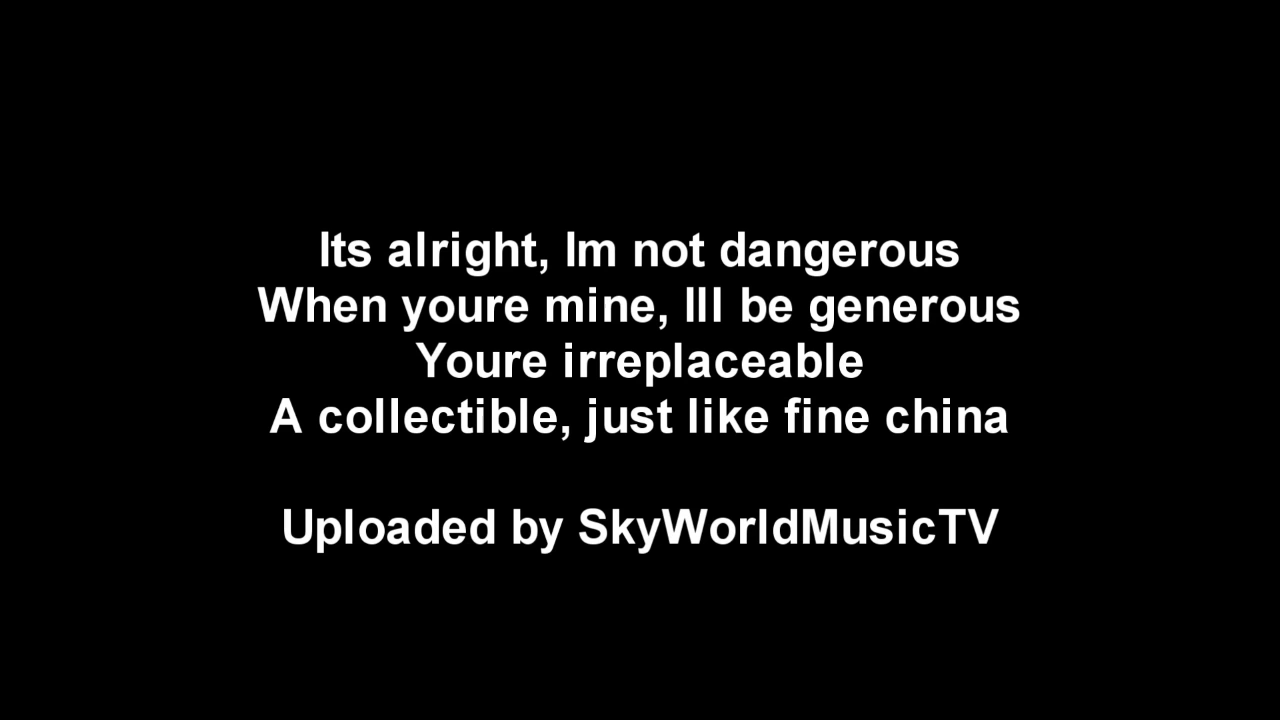 Its alright, Im not dangerous
When youre mine, Ill be generous
Youre irreplaceable
A collectible, just like fine china
Uploaded by SkyWorldMusicTV